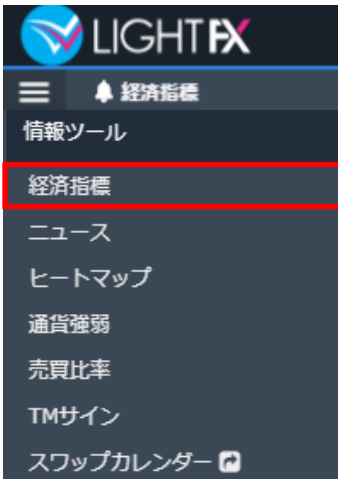 LIGHT FX
経済指標
情報ツール
経済指標
ニュース
ヒートマップ
通貨強弱
売買比率
TMサイン
スワップカレンダー